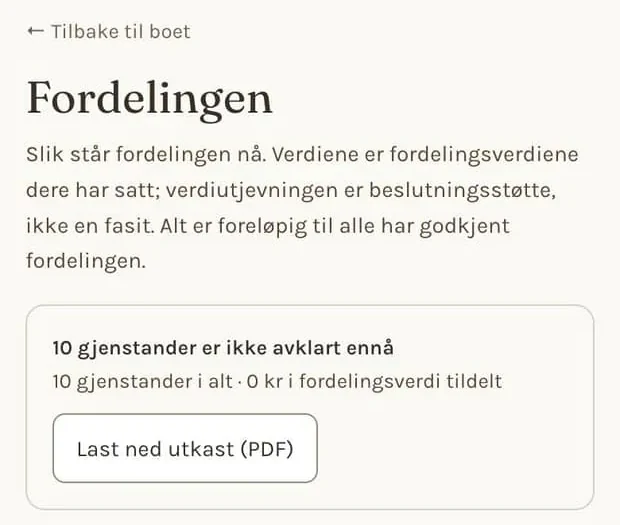 ← Tilbake til boet
Fordelingen
Slik står fordelingen nå. Verdiene er fordelingsverdiene
dere har satt; verdiutjevningen er beslutningsstøtte,
ikke en fasit. Alt er foreløpig til alle har godkjent
fordelingen.
10 gjenstander er ikke avklart ennå
10 gjenstander i alt · 0 kr i fordelingsverdi tildelt
Last ned utkast (PDF)